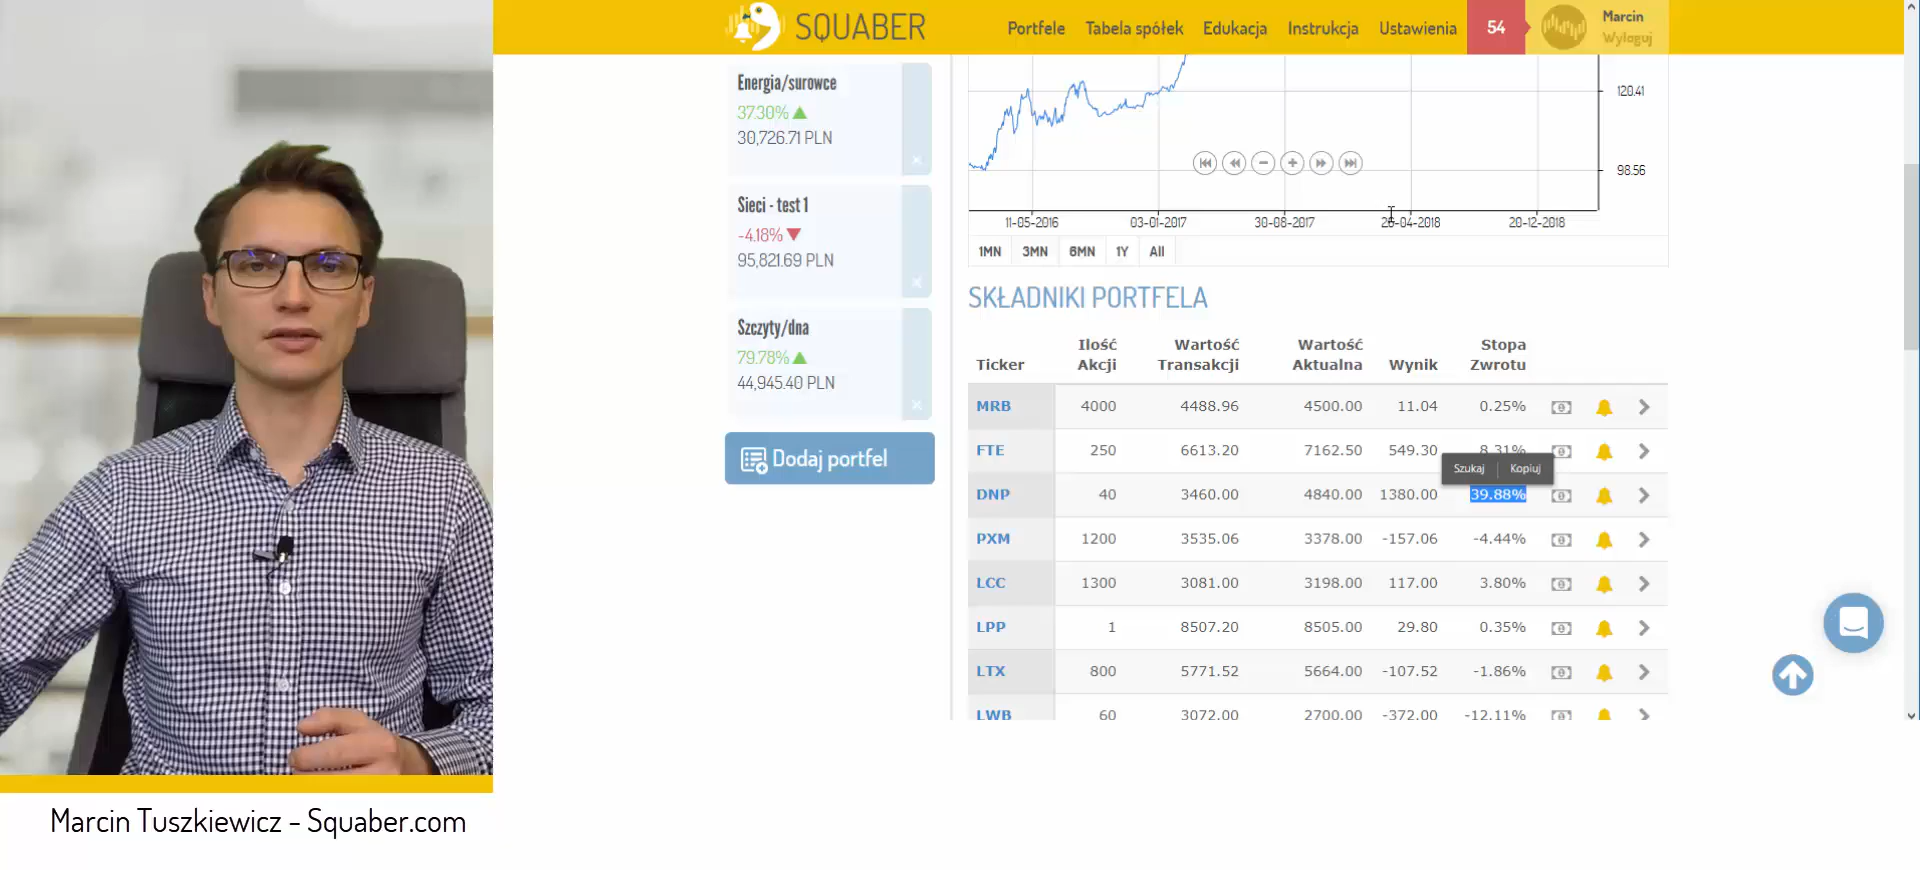 SQUABER
Portfele Tabela spółek Edukacja Instrukcja Ustawienia 54 Marcin
Wyloguj
Energia/surowce
37.30%
30,726.71 PLN
Sieci - test 1
-4.18%
95,821.69 PLN
Szczyty/dna
79.78%
44,945.40 PLN
Dodaj portfel
120.41
98.56
11-05-2016 03-01-2017 30-08-2017 26-04-2018 20-12-2018
1MN 3MN 6MN 1Y All
SKŁADNIKI PORTFELA
Ticker Ilość Akcji Wartość Transakcji Wartość Aktualna Wynik Stopa Zwrotu
MRB 4000 4488.96 4500.00 11.04 0.25%
FTE 250 6613.20 7162.50 549.30 8.31%
Szukaj Kopiuj
DNP 40 3460.00 4840.00 1380.00 39.88%
PXM 1200 3535.06 3378.00 -157.06 -4.44%
LCC 1300 3081.00 3198.00 117.00 3.80%
LPP 1 8507.20 8505.00 29.80 0.35%
LTX 800 5771.52 5664.00 -107.52 -1.86%
LWB 60 3072.00 2700.00 -372.00 -12.11%
Marcin Tuszkiewicz - Squaber.com